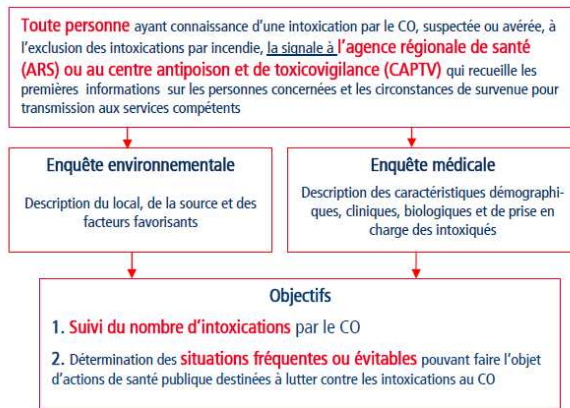 Toute personne ayant connaissance d'une intoxication par le CO, suspectée ou avérée, à
l'exclusion des intoxications par incendie, la signale à l'agence régionale de santé
(ARS) ou au centre antipoison et de toxicovigilance (CAPTV) qui recueille les
premières informations sur les personnes concernées et les circonstances de survenue pour
transmission aux services compétents
Enquête environnementale
Description du local, de la source et des
facteurs favorisants
Enquête médicale
Description des caractéristiques démographi-
ques, cliniques, biologiques et de prise en
charge des intoxiqués
Objectifs
1. Suivi du nombre d'intoxications par le CO
2. Détermination des situations fréquentes ou évitables pouvant faire l'objet
d'actions de santé publique destinées à lutter contre les intoxications au CO